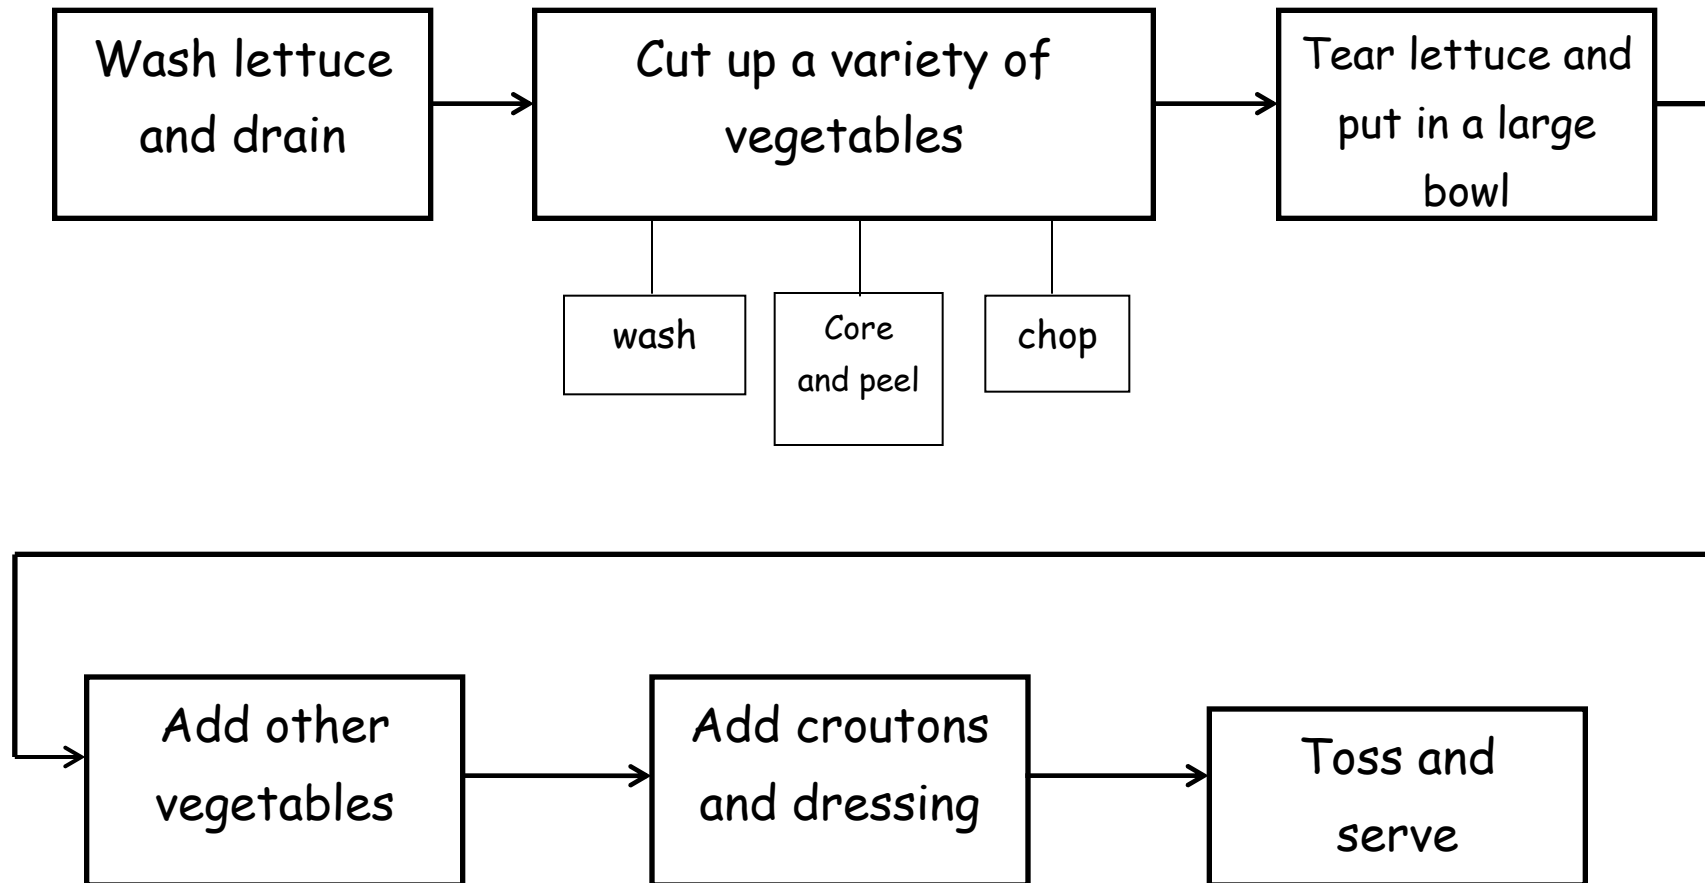 Wash lettuce
and drain
Cut up a variety of
vegetables
Tear lettuce and
put in a large
bowl
wash
Core
and peel
chop
Add other
vegetables
Add croutons
and dressing
Toss and
serve